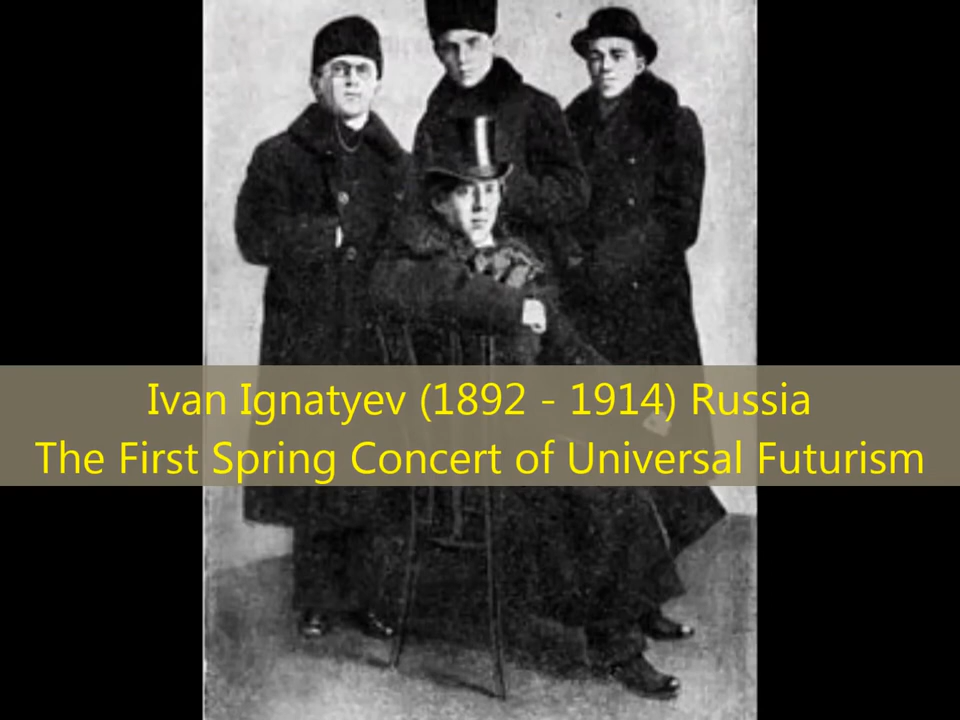 Ivan Ignatyev (1892 - 1914) Russia
The First Spring Concert of Universal Futurism